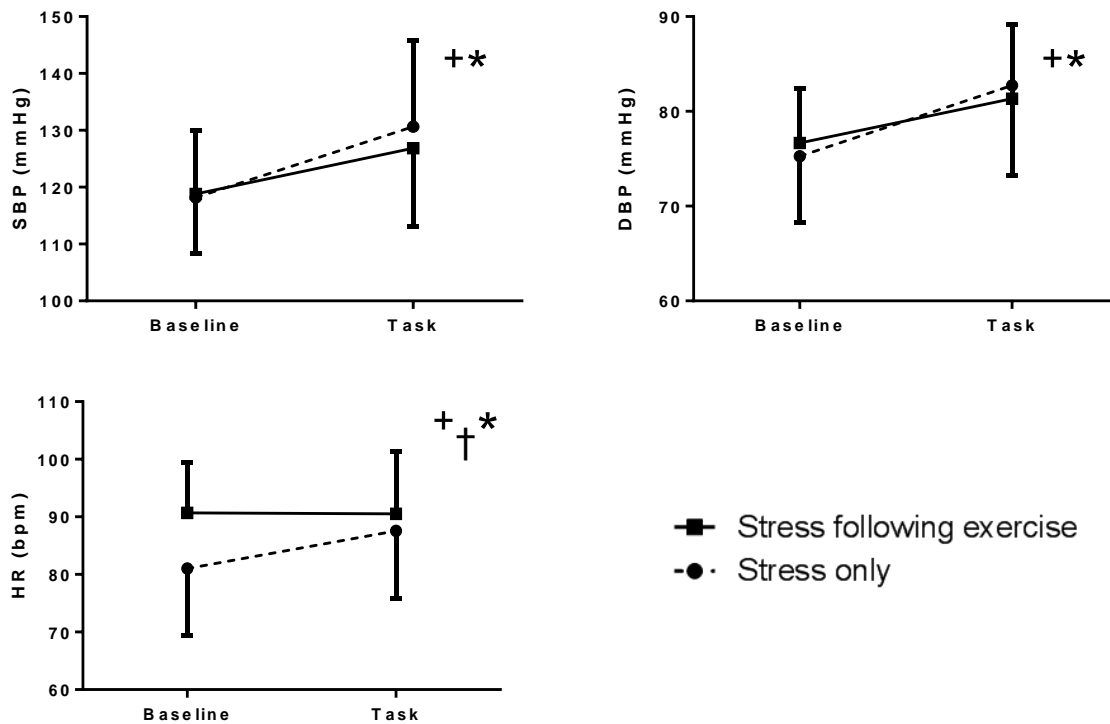 SBP (mmHg)
150
140
130
120
110
100
Baseline
Task
+*
DBP (mmHg)
90
80
70
60
Baseline
Task
+*
HR (bpm)
110
100
90
80
70
60
Baseline
Task
+†*
Stress following exercise
Stress only